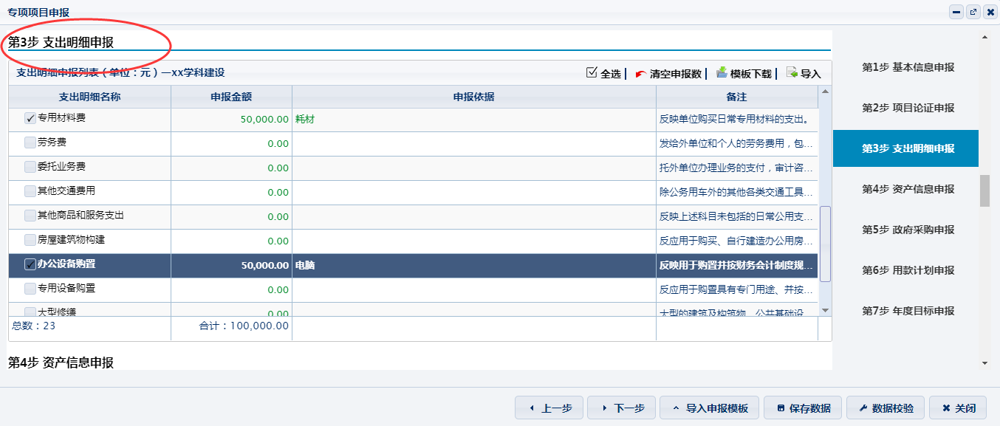 专项项目申报
第3步 支出明细申报
支出明细申报列表（单位：元）—xx学科建设 全选 清空申报数 模板下载 导入
支出明细名称 申报金额 申报依据 备注
专用材料费 50,000.00 耗材 反映单位购买日常专用材料的支出。
劳务费 0.00 发给外单位和个人的劳务费用，包...
委托业务费 0.00 托外单位办理业务的支付，审计咨...
其他交通费用 0.00 除公务用车外的其他各类交通工具...
其他商品和服务支出 0.00 反映上述科目未包括的日常公用支...
房屋建筑物构建 0.00 反应用于购买、自行建造办公用房...
办公设备购置 50,000.00 电脑 反映用于购置并按财务会计制度规...
专用设备购置 0.00 反应用于购置具有专门用途、并按...
大型修缮 0.00 大型的建筑及构筑物、公共基础设
总数：23 合计：100,000.00
第4步 资产信息申报
第1步 基本信息申报
第2步 项目论证申报
第3步 支出明细申报
第4步 资产信息申报
第5步 政府采购申报
第6步 用款计划申报
第7步 年度目标申报
上一步 下一步 导入申报模板 保存数据 数据校验 关闭